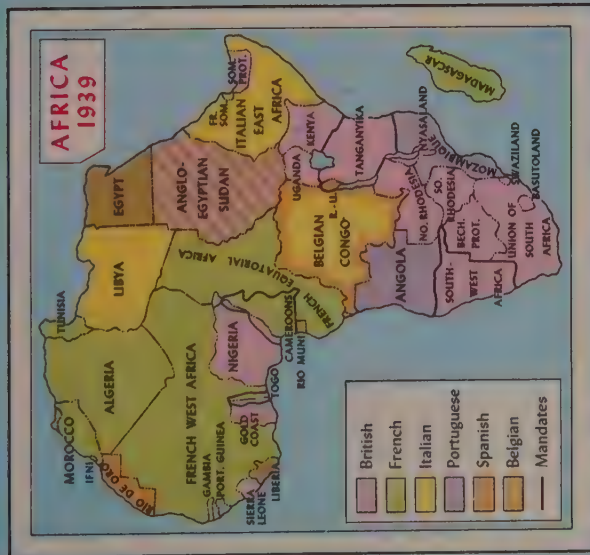 AFRICA
1939
MOROCCO
IFNI
RIO DE ORO
ALGERIA
TUNISIA
LIBYA
EGYPT
FRENCH WEST AFRICA
GAMBIA
PORT. GUINEA
SIERRA
LEONE
LIBERIA
GOLD
COAST
TOGO
NIGERIA
CAMEROONS
RIO MUNI
FRENCH
EQUATORIAL AFRICA
ANGLO-
EGYPTIAN
SUDAN
FR.
SOM.
SOM.
PROT.
ITALIAN
EAST
AFRICA
UGANDA
KENYA
BELGIAN
CONGO
R.-U.
TANGANYIKA
ANGOLA
NO. RHODESIA
NYASALAND
MOZAMBIQUE
SO.
RHODESIA
BECH.
PROT.
SOUTH-
WEST
AFRICA
UNION OF
SOUTH
AFRICA
SWAZILAND
BASUTOLAND
MADAGASCAR
British
French
Italian
Portuguese
Spanish
Belgian
Mandates